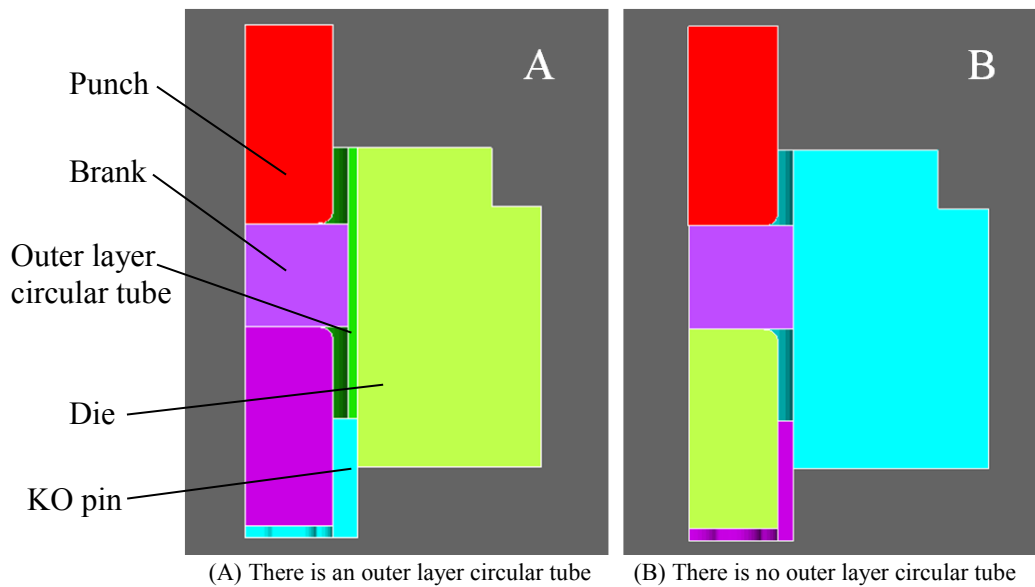 A
B
Punch
Brank
Outer layer
circular tube
Die
KO pin
(A) There is an outer layer circular tube
(B) There is no outer layer circular tube